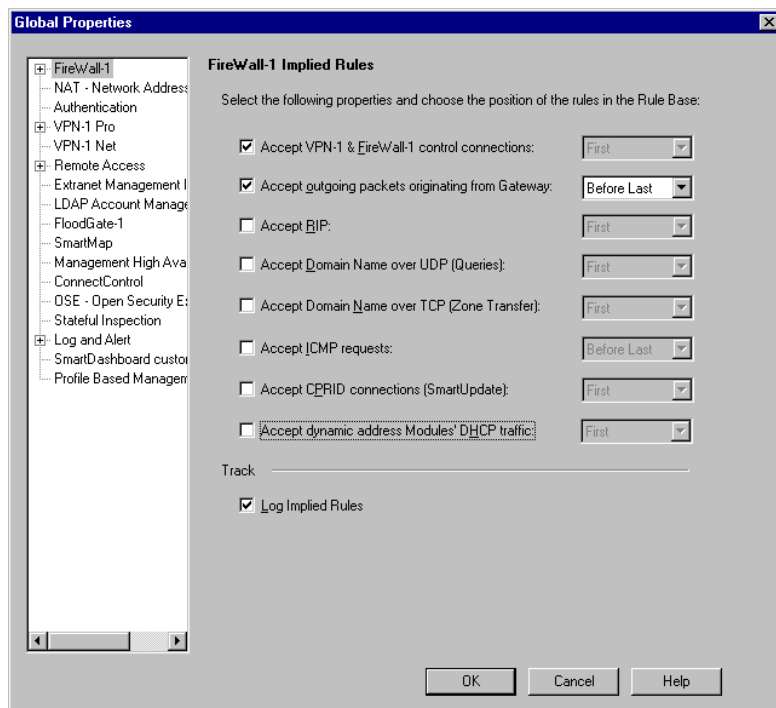 Global Properties
FireWall-1
NAT - Network Address
Authentication
VPN-1 Pro
VPN-1 Net
Remote Access
Extranet Management I
LDAP Account Manage
FloodGate-1
SmartMap
Management High Ava
ConnectControl
OSE - Open Security E
Stateful Inspection
Log and Alert
SmartDashboard custo
Profile Based Managem
FireWall-1 Implied Rules
Select the following properties and choose the position of the rules in the Rule Base:
Accept VPN-1 & FireWall-1 control connections: First
Accept outgoing packets originating from Gateway: Before Last
Accept RIP: First
Accept Domain Name over UDP (Queries): First
Accept Domain Name over TCP (Zone Transfer): First
Accept ICMP requests: Before Last
Accept CPRID connections (SmartUpdate): First
Accept dynamic address Modules' DHCP traffic: First
Track
Log Implied Rules
OK Cancel Help